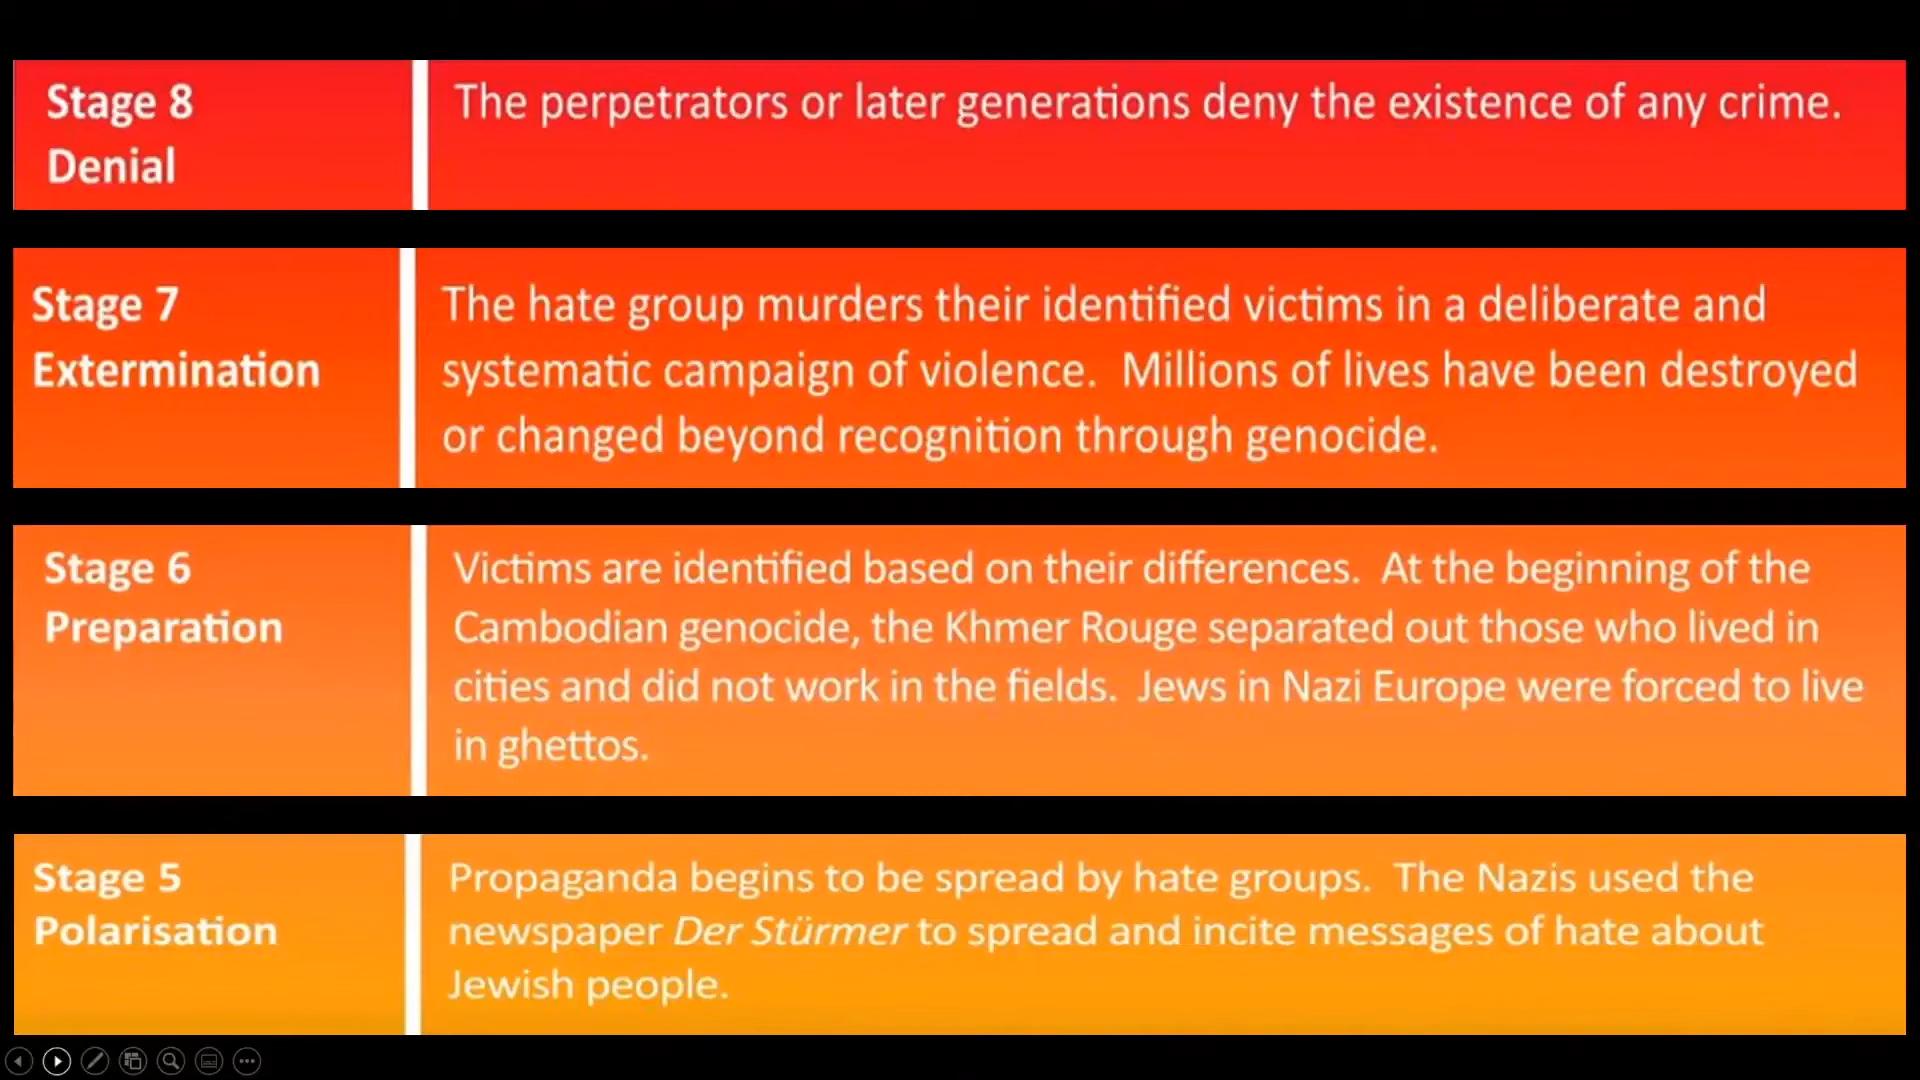 Stage 8
Denial
The perpetrators or later generations deny the existence of any crime.
Stage 7
Extermination
The hate group murders their identified victims in a deliberate and
systematic campaign of violence.  Millions of lives have been destroyed
or changed beyond recognition through genocide.
Stage 6
Preparation
Victims are identified based on their differences.  At the beginning of the
Cambodian genocide, the Khmer Rouge separated out those who lived in
cities and did not work in the fields.  Jews in Nazi Europe were forced to live
in ghettos.
Stage 5
Polarisation
Propaganda begins to be spread by hate groups.  The Nazis used the
newspaper Der Stürmer to spread and incite messages of hate about
Jewish people.